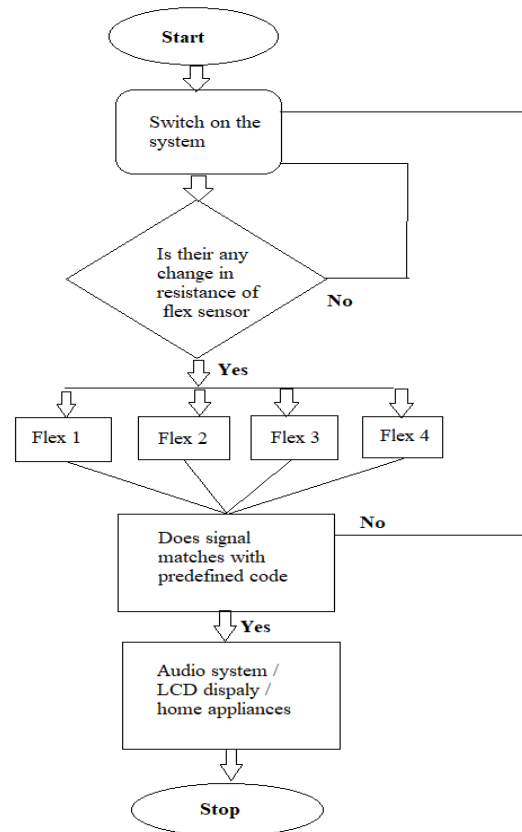 Start
Switch on the
system
Is their any
change in
resistance of
flex sensor
No
Yes
Flex 1
Flex 2
Flex 3
Flex 4
Does signal
matches with
predefined code
No
Yes
Audio system /
LCD dispaly /
home appliances
Stop